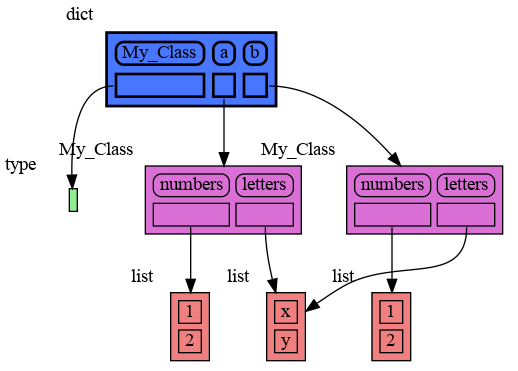 dict
My_Class a b
type
My_Class
My_Class
numbers letters
numbers letters
list
list
list
1
2
x
y
1
2